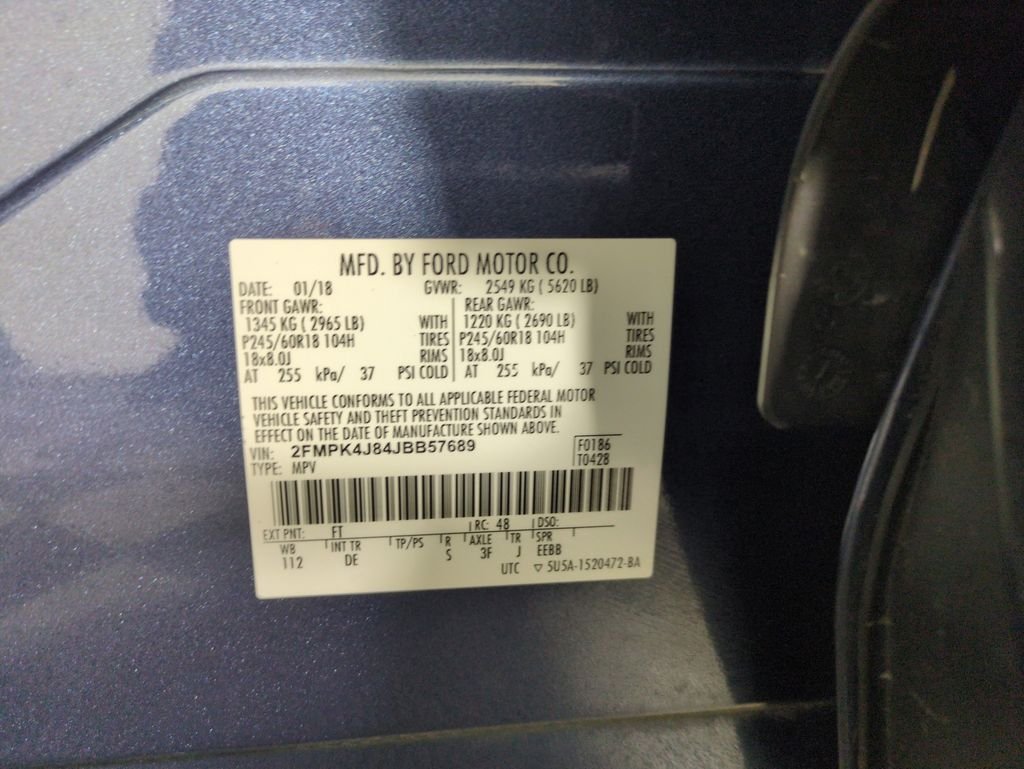 MFD. BY FORD MOTOR CO.
DATE: 01/18 GVWR: 2549 KG ( 5620 LB)
FRONT GAWR: REAR GAWR:
1345 KG ( 2965 LB) WITH 1220 KG ( 2690 LB) WITH
P245/60R18 104H TIRES P245/60R18 104H TIRES
18x8.0J RIMS 18x8.0J RIMS
AT 255 kPa/ 37 PSI COLD AT 255 kPa/ 37 PSI COLD
THIS VEHICLE CONFORMS TO ALL APPLICABLE FEDERAL MOTOR
VEHICLE SAFETY AND THEFT PREVENTION STANDARDS IN
EFFECT ON THE DATE OF MANUFACTURE SHOWN ABOVE.
VIN: 2FMPK4J84JBB57689 F0186
TYPE: MPV T0428
EXT PNT: FT RC: 48 DSO:
WB INT TR TP/PS R AXLE TR SPR
112 DE S 3F J EEBB
UTC ▽ 5U5A-1520472-BA